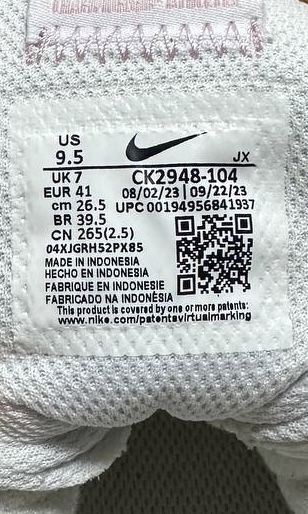 US
9.5
JX
UK 7
CK2948-104
EUR 41
08/02/23 | 09/22/23
cm 26.5
UPC 00194956841937
BR 39.5
CN 265(2.5)
04XJGRH52PX85
MADE IN INDONESIA
HECHO EN INDONESIA
FABRIQUE EN INDONESIE
FABRICADO NA INDONÈSIA
This product is covered by one or more patents:
www.nike.com/patentsvirtualmarking